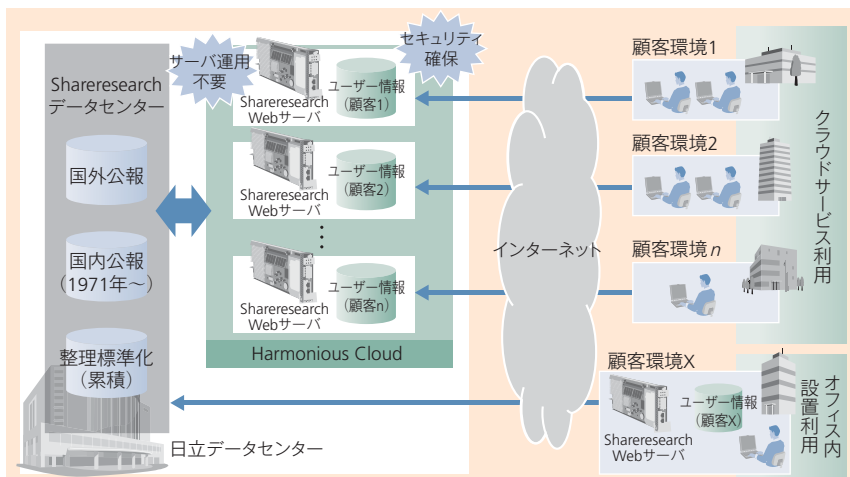 サーバ運用
不要
セキュリティ
確保
Shareresearch
データセンター
国外公報
国内公報
(1971年～)
整理標準化
(累積)
日立データセンター
Shareresearch
Webサーバ
ユーザー情報
(顧客1)
Shareresearch
Webサーバ
ユーザー情報
(顧客2)
⋮
Shareresearch
Webサーバ
ユーザー情報
(顧客n)
Harmonious Cloud
インターネット
顧客環境1
顧客環境2
顧客環境n
クラウドサービス利用
顧客環境X
Shareresearch
Webサーバ
ユーザー情報
(顧客X)
オフィス内
設置利用